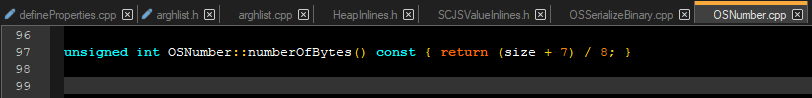 defineProperties.cpp arghlist.h arghlist.cpp HeapInlines.h SCJSValueInlines.h OSSerializeBinary.cpp OSNumber.cpp
96
97 unsigned int OSNumber::numberOfBytes() const { return (size + 7) / 8; }
98
99